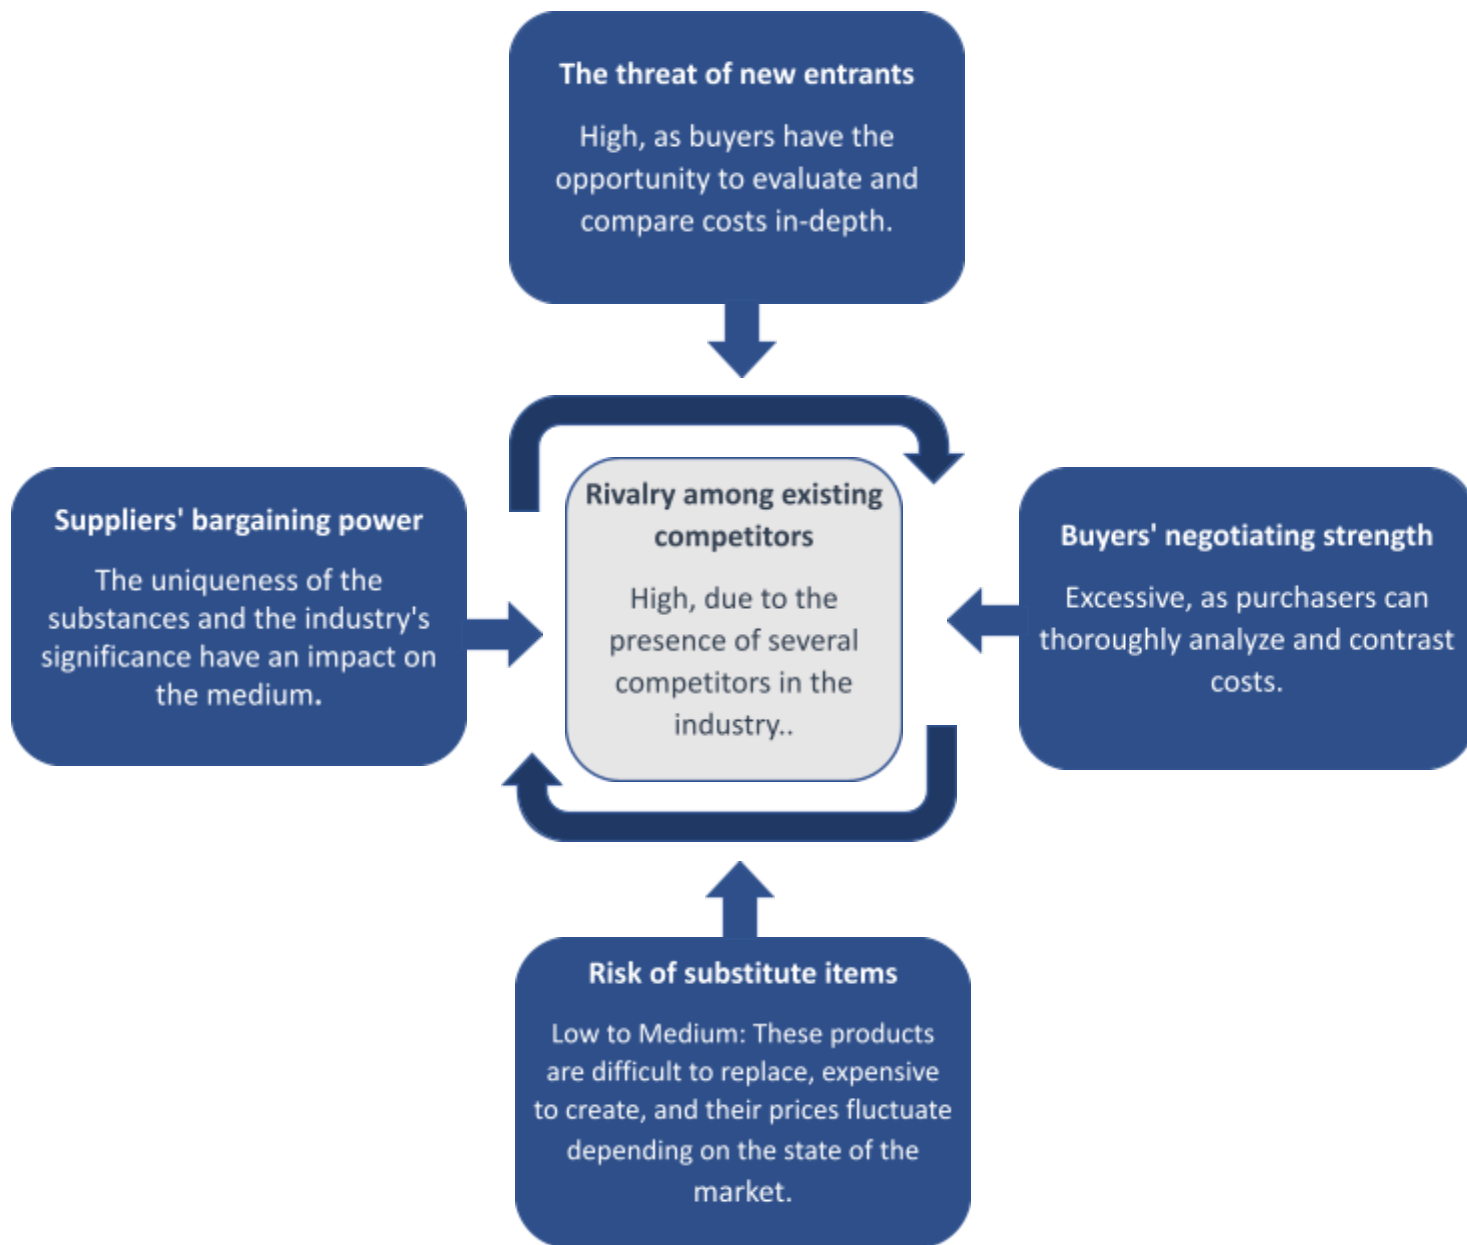 The threat of new entrants
High, as buyers have the
opportunity to evaluate and
compare costs in-depth.
Suppliers' bargaining power
The uniqueness of the
substances and the industry's
significance have an impact on
the medium.
Rivalry among existing
competitors
High, due to the
presence of several
competitors in the
industry..
Buyers' negotiating strength
Excessive, as purchasers can
thoroughly analyze and contrast
costs.
Risk of substitute items
Low to Medium: These products
are difficult to replace, expensive
to create, and their prices fluctuate
depending on the state of the
market.